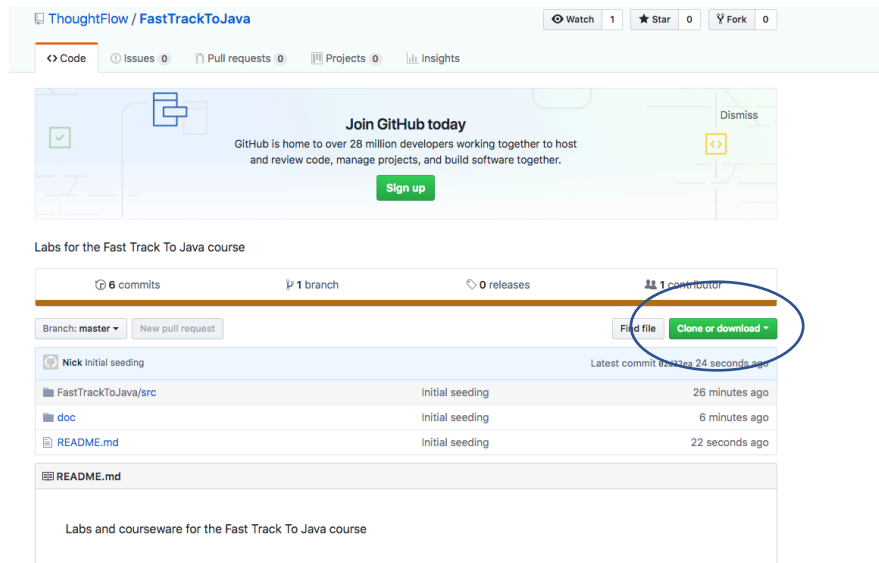 ThoughtFlow / FastTrackToJava Watch 1 Star 0 Fork 0
Code Issues 0 Pull requests 0 Projects 0 Insights
Dismiss
Join GitHub today
GitHub is home to over 28 million developers working together to host
and review code, manage projects, and build software together.
Sign up
Labs for the Fast Track To Java course
6 commits 1 branch 0 releases 1 contributor
Branch: master New pull request Find file Clone or download
Nick Initial seeding Latest commit 24 seconds ago
FastTrackToJava/src Initial seeding 26 minutes ago
doc Initial seeding 6 minutes ago
README.md Initial seeding 22 seconds ago
README.md
Labs and courseware for the Fast Track To Java course